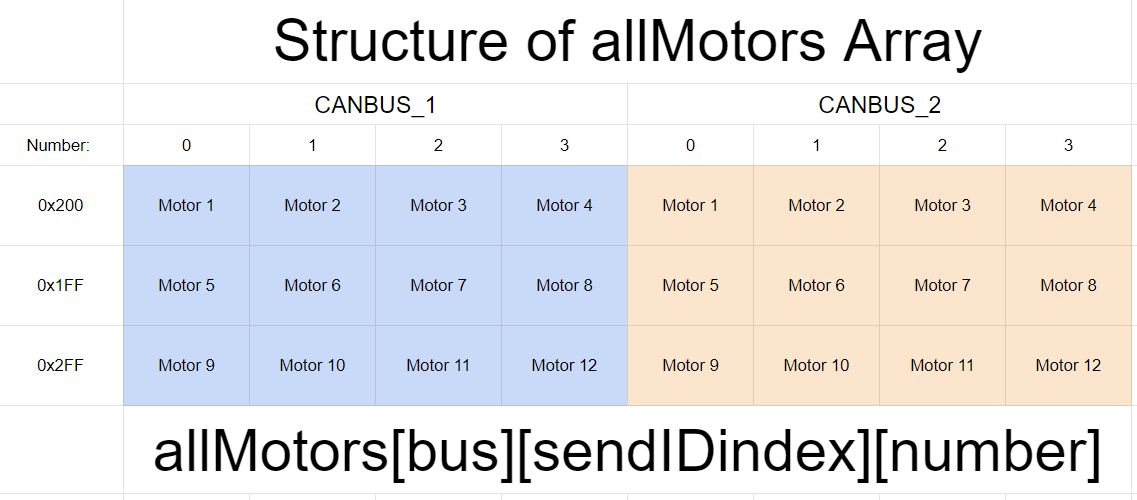 Structure of allMotors Array
CANBUS_1 CANBUS_2
Number: 0 1 2 3 0 1 2 3
0x200 Motor 1 Motor 2 Motor 3 Motor 4 Motor 1 Motor 2 Motor 3 Motor 4
0x1FF Motor 5 Motor 6 Motor 7 Motor 8 Motor 5 Motor 6 Motor 7 Motor 8
0x2FF Motor 9 Motor 10 Motor 11 Motor 12 Motor 9 Motor 10 Motor 11 Motor 12
allMotors[bus][sendIDindex][number]